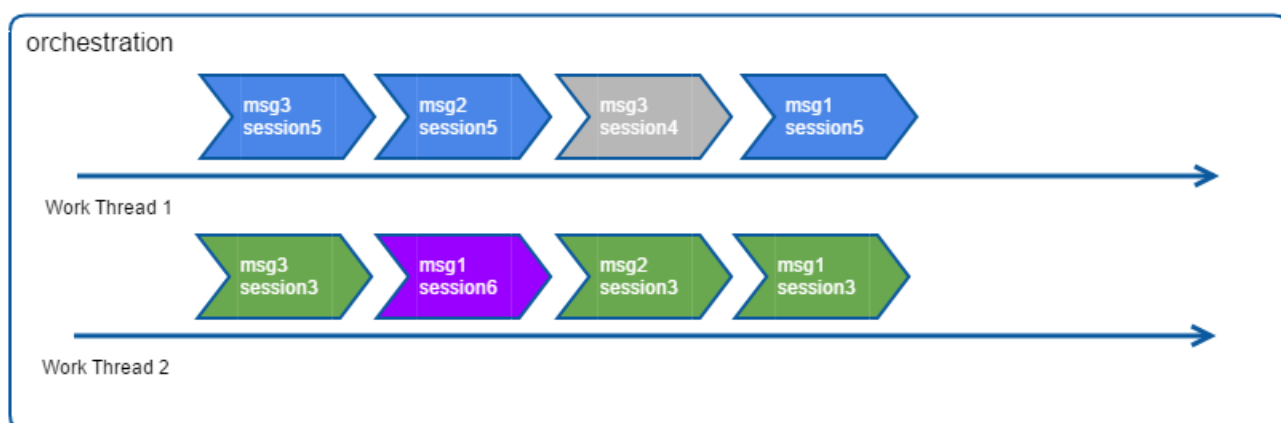 orchestration
msg3
session5
msg2
session5
msg3
session4
msg1
session5
Work Thread 1
msg3
session3
msg1
session6
msg2
session3
msg1
session3
Work Thread 2